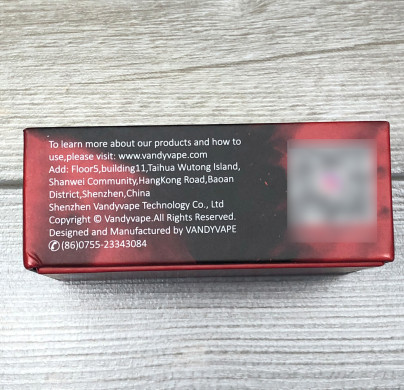 To learn more about our products and how to
use,please visit: www.vandyvape.com
Add: Floor5,building11,Taihua Wutong Island,
Shanwei Community,HangKong Road,Baoan
District,Shenzhen,China
Shenzhen Vandyvape Technology Co., Ltd
Copyright © Vandyvape.All Rights Reserved.
Designed and Manufactured by VANDYVAPE
✆(86)0755-23343084